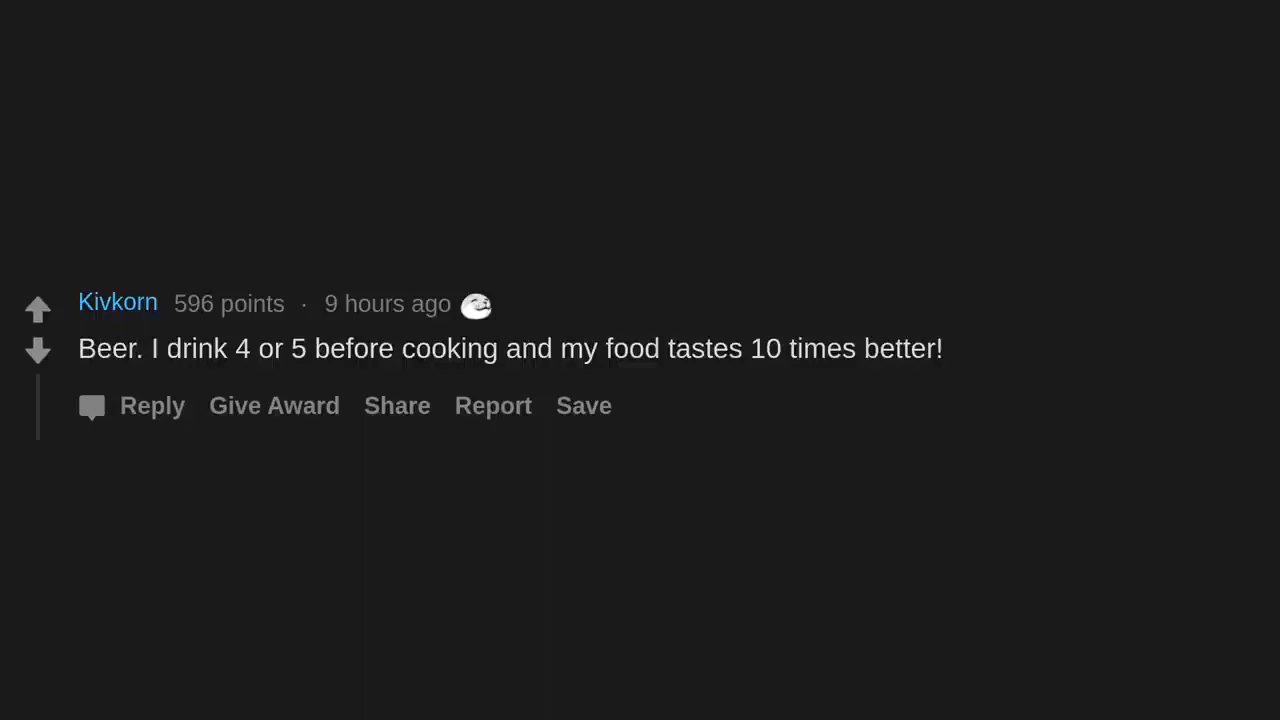 Kivkorn 596 points · 9 hours ago
Beer. I drink 4 or 5 before cooking and my food tastes 10 times better!
Reply Give Award Share Report Save